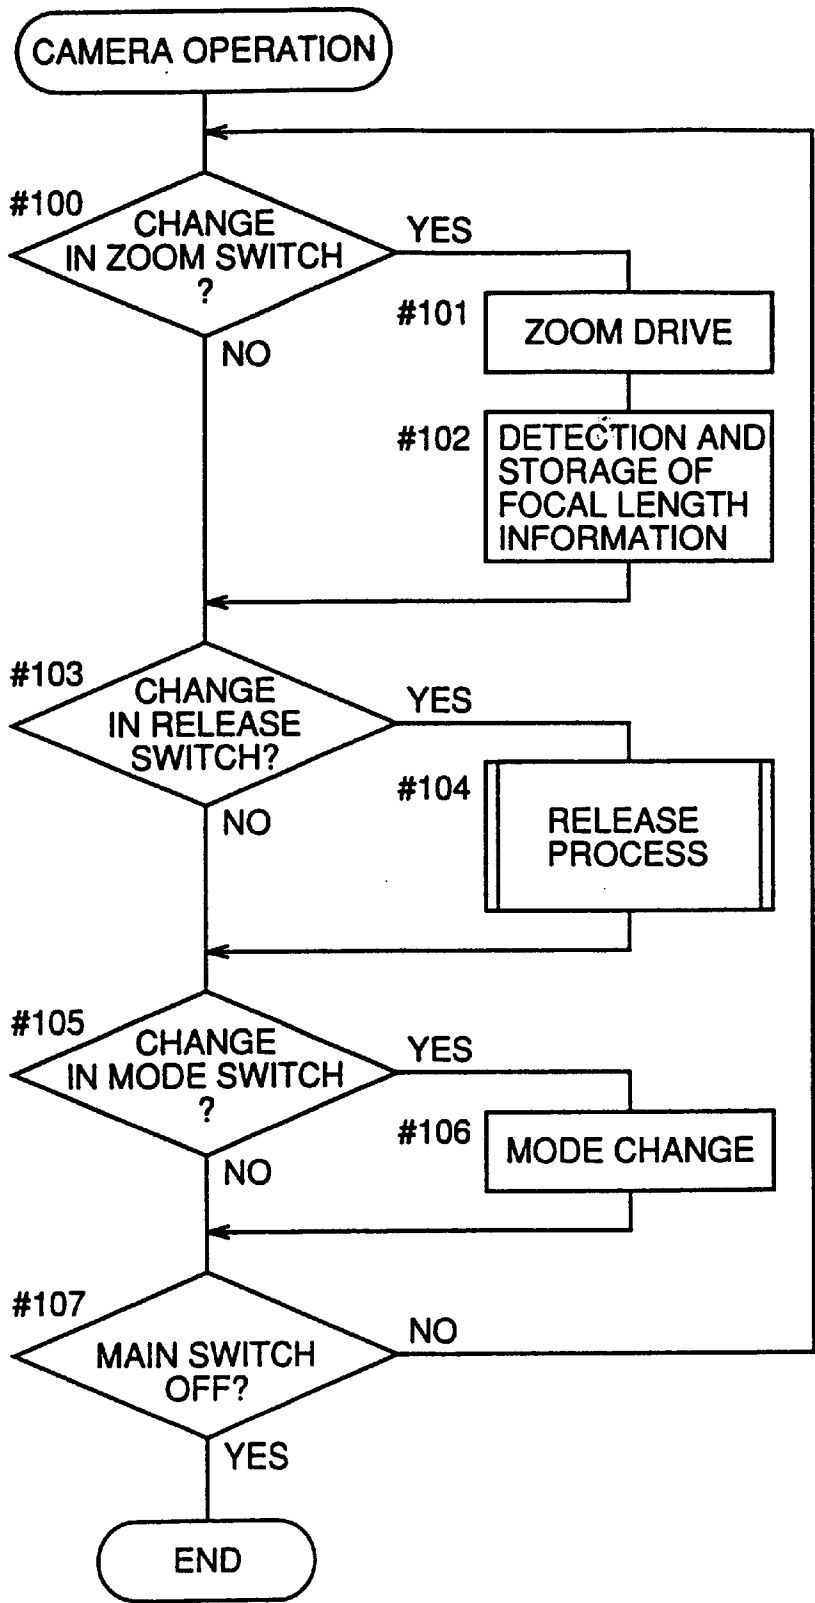 CAMERA OPERATION
#100
CHANGE
IN ZOOM SWITCH
?
YES
NO
#101
ZOOM DRIVE
#102
DETECTION AND
STORAGE OF
FOCAL LENGTH
INFORMATION
#103
CHANGE
IN RELEASE
SWITCH?
YES
NO
#104
RELEASE
PROCESS
#105
CHANGE
IN MODE SWITCH
?
YES
NO
#106
MODE CHANGE
#107
MAIN SWITCH
OFF?
NO
YES
END